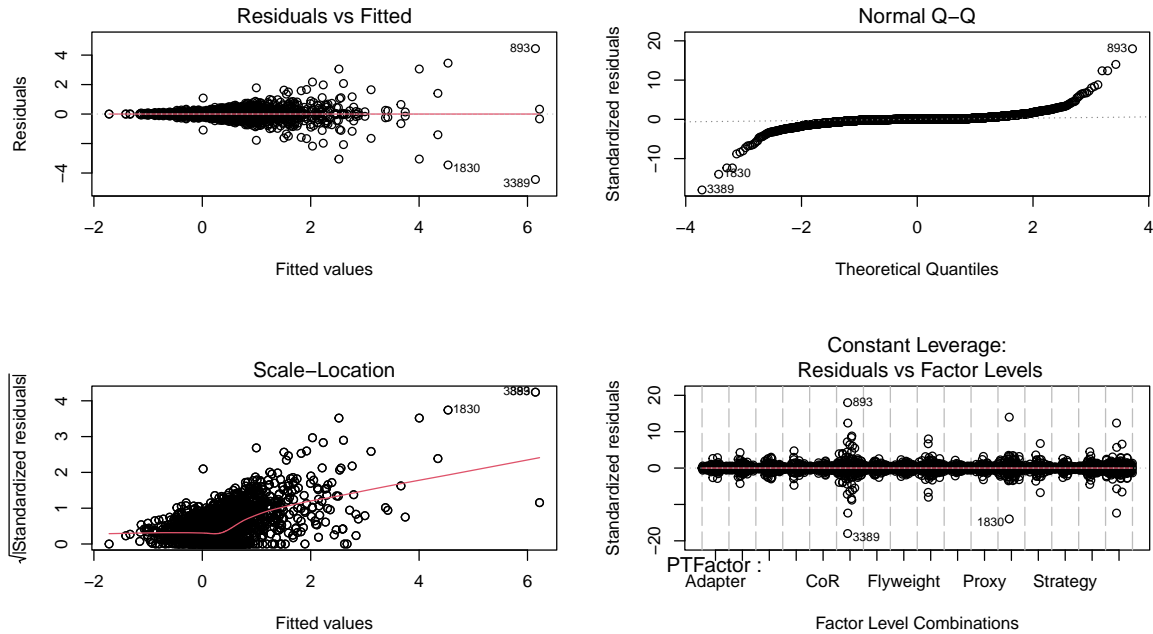 Residuals vs Fitted
Residuals
4
2
0
−4
893
1830
3389
−2 0 2 4 6
Fitted values
Normal Q−Q
Standardized residuals
20
10
0
−10
893
1830
3389
−4 −2 0 2 4
Theoretical Quantiles
Scale−Location
√|Standardized residuals|
4
3
2
1
0
1830
−2 0 2 4 6
Fitted values
Constant Leverage:
Residuals vs Factor Levels
Standardized residuals
20
10
0
−20
893
1830
3389
PTFactor :
Adapter CoR Flyweight Proxy Strategy
Factor Level Combinations